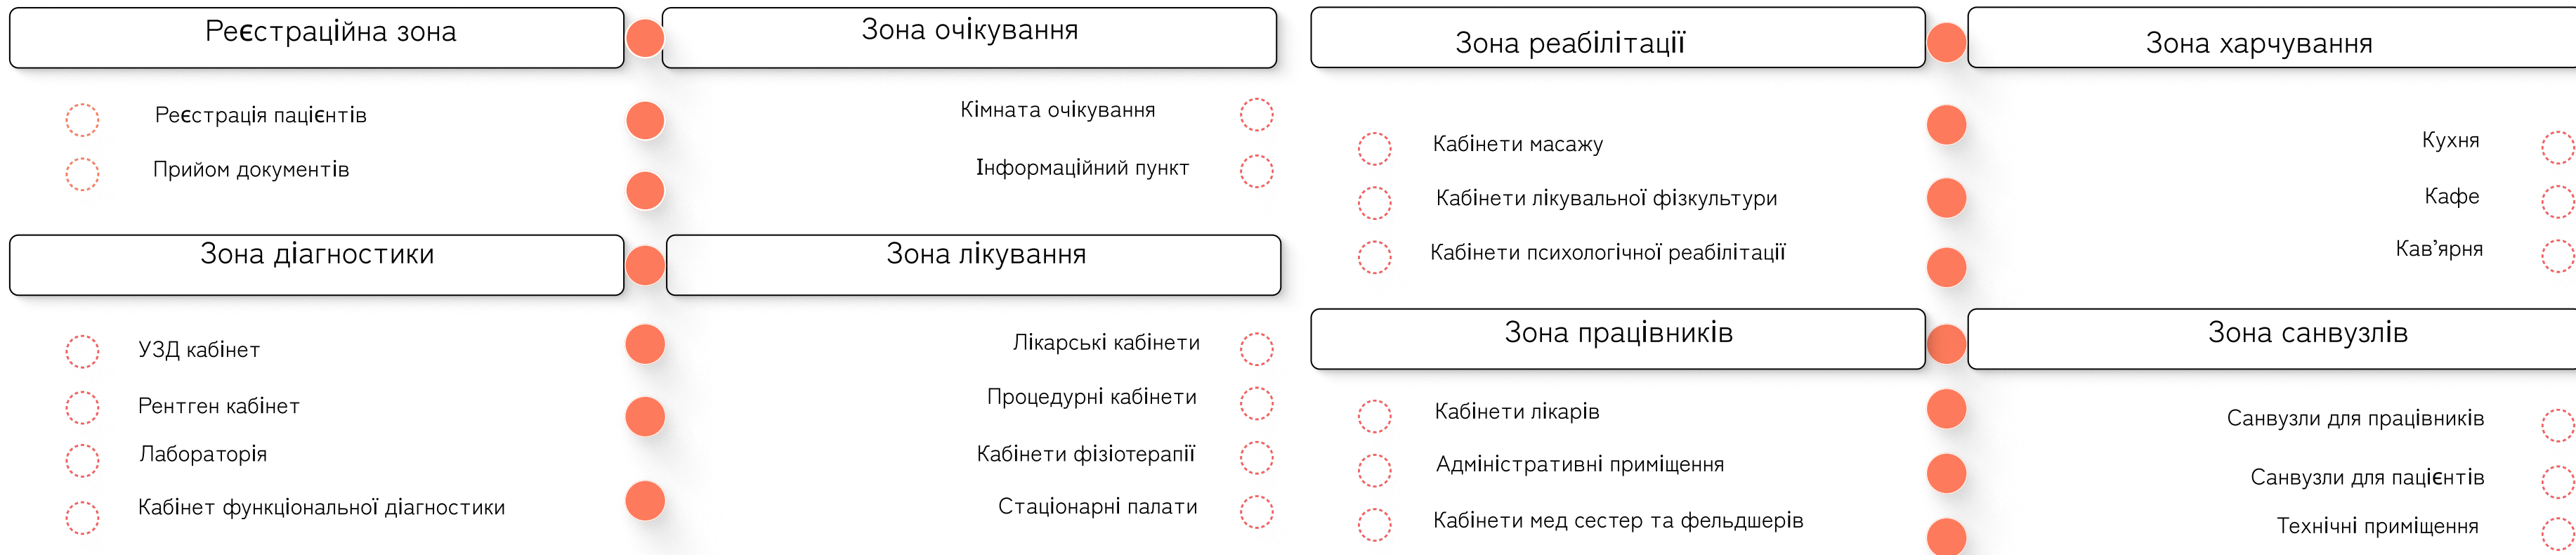 Реєстраційна зона
Реєстрація пацієнтів
Прийом документів
Зона очікування
Кімната очікування
Інформаційний пункт
Зона діагностики
УЗД кабінет
Рентген кабінет
Лабораторія
Кабінет функціональної діагностики
Зона лікування
Лікарські кабінети
Процедурні кабінети
Кабінети фізіотерапії
Стаціонарні палати
Зона реабілітації
Кабінети масажу
Кабінети лікувальної фізкультури
Кабінети психологічної реабілітації
Зона харчування
Кухня
Кафе
Кав’ярня
Зона працівників
Кабінети лікарів
Адміністративні приміщення
Кабінети мед сестер та фельдшерів
Зона санвузлів
Санвузли для працівників
Санвузли для пацієнтів
Технічні приміщення